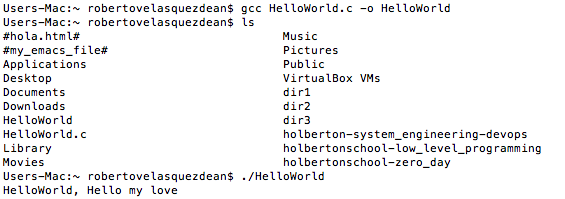 Users-Mac:~ robertovelasquezdean$ gcc HelloWorld.c -o HelloWorld
Users-Mac:~ robertovelasquezdean$ ls
#hola.html# Music
#my_emacs_file# Pictures
Applications Public
Desktop VirtualBox VMs
Documents dir1
Downloads dir2
HelloWorld dir3
HelloWorld.c holberton-system_engineering-devops
Library holbertonschool-low_level_programming
Movies holbertonschool-zero_day
Users-Mac:~ robertovelasquezdean$ ./HelloWorld
HelloWorld, Hello my love